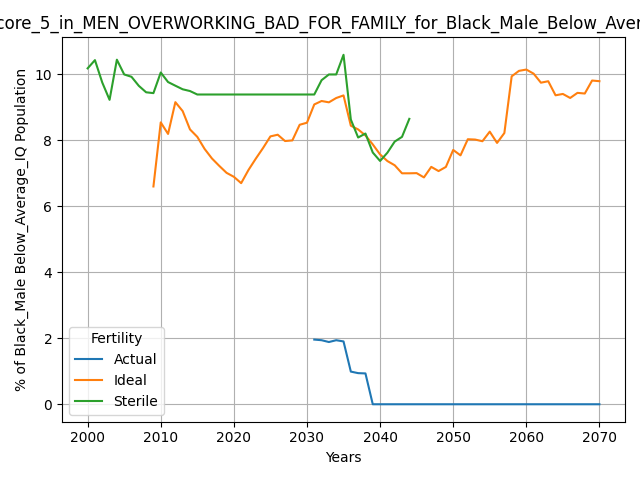 core_5_in_MEN_OVERWORKING_BAD_FOR_FAMILY_for_Black_Male_Below_Aver
% of Black_Male Below_Average_IQ Population
10
8
6
4
2
0
Fertility
Actual
Ideal
Sterile
2000 2010 2020 2030 2040 2050 2060 2070
Years